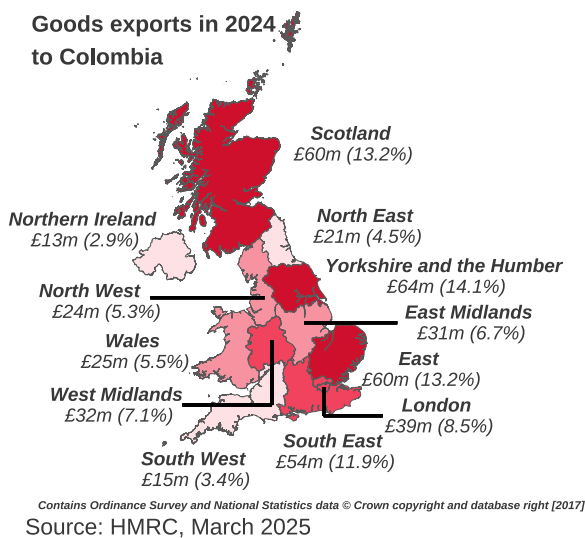 Goods exports in 2024
to Colombia
Scotland
£60m (13.2%)
Northern Ireland
£13m (2.9%)
North East
£21m (4.5%)
Yorkshire and the Humber
£64m (14.1%)
North West
£24m (5.3%)
East Midlands
£31m (6.7%)
Wales
£25m (5.5%)
East
£60m (13.2%)
West Midlands
£32m (7.1%)
London
£39m (8.5%)
South East
£54m (11.9%)
South West
£15m (3.4%)
Contains Ordinance Survey and National Statistics data © Crown copyright and database right [2017]
Source: HMRC, March 2025